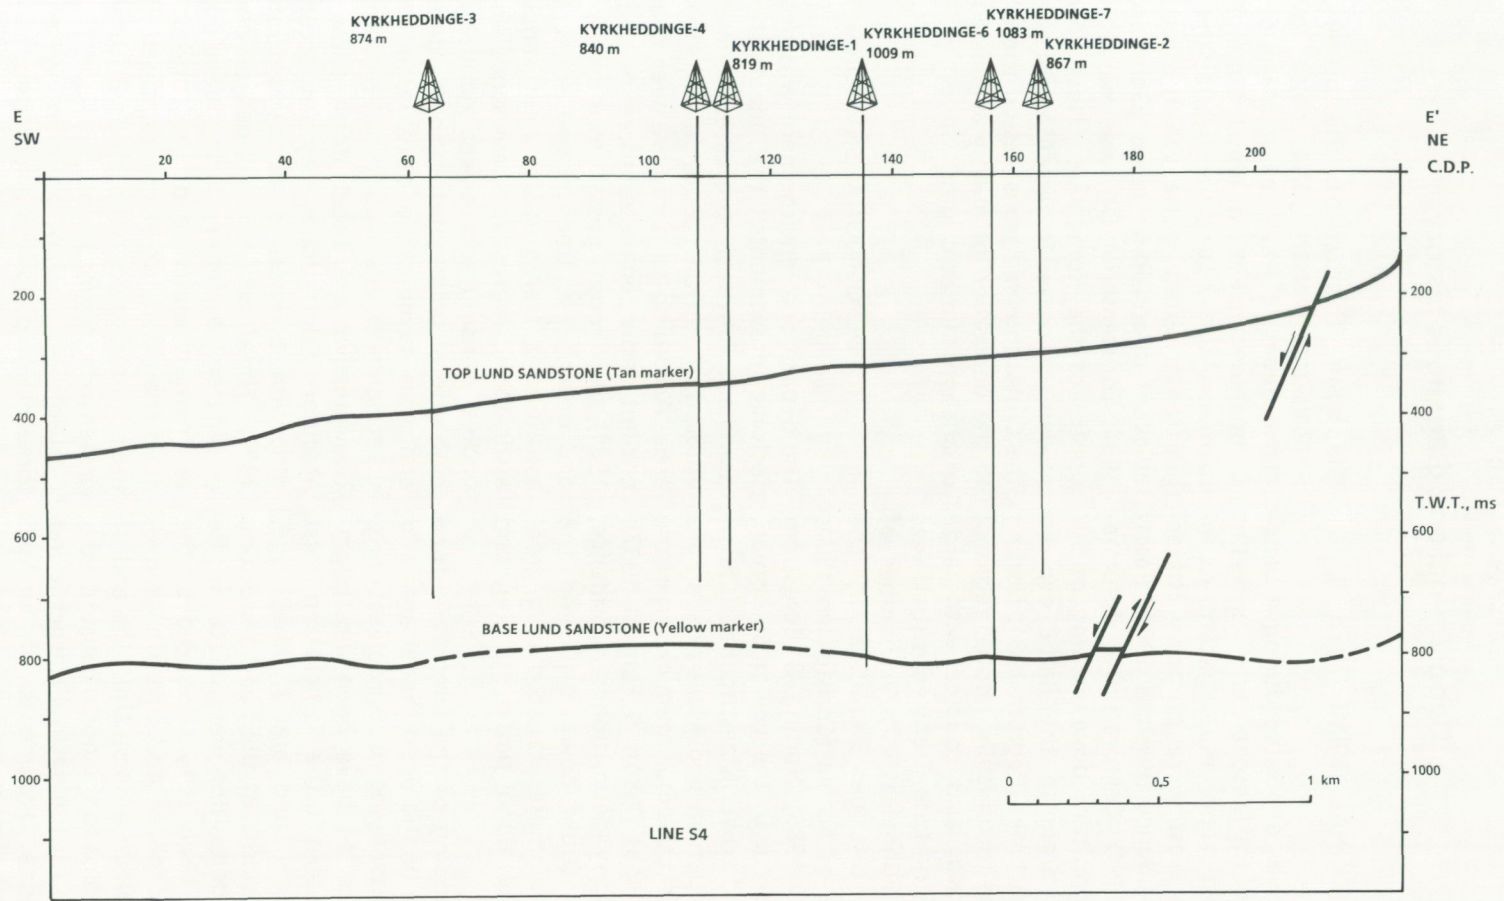 KYRKHEDDINGE-3
874 m
KYRKHEDDINGE-4
840 m
KYRKHEDDINGE-1
819 m
KYRKHEDDINGE-6
1009 m
KYRKHEDDINGE-7
1083 m
KYRKHEDDINGE-2
867 m
E
SW
E'
NE
C.D.P.
20 40 60 80 100 120 140 160 180 200
200 200
TOP LUND SANDSTONE (Tan marker)
400 400
T.W.T., ms
600 600
BASE LUND SANDSTONE (Yellow marker)
800 800
1000 1000
0 0.5 1 km
LINE S4